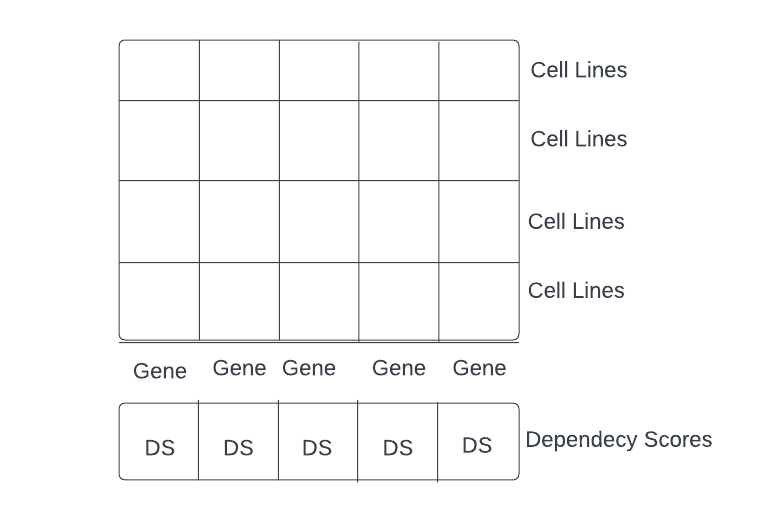 Cell Lines
Cell Lines
Cell Lines
Cell Lines
Gene Gene Gene Gene Gene
DS DS DS DS DS Dependecy Scores